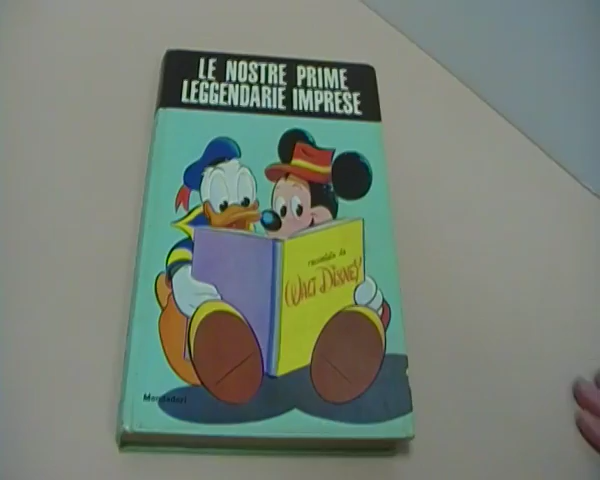 LE NOSTRE PRIME
LEGGENDARIE IMPRESE
raccontate da
WALT DISNEY
Mondadori